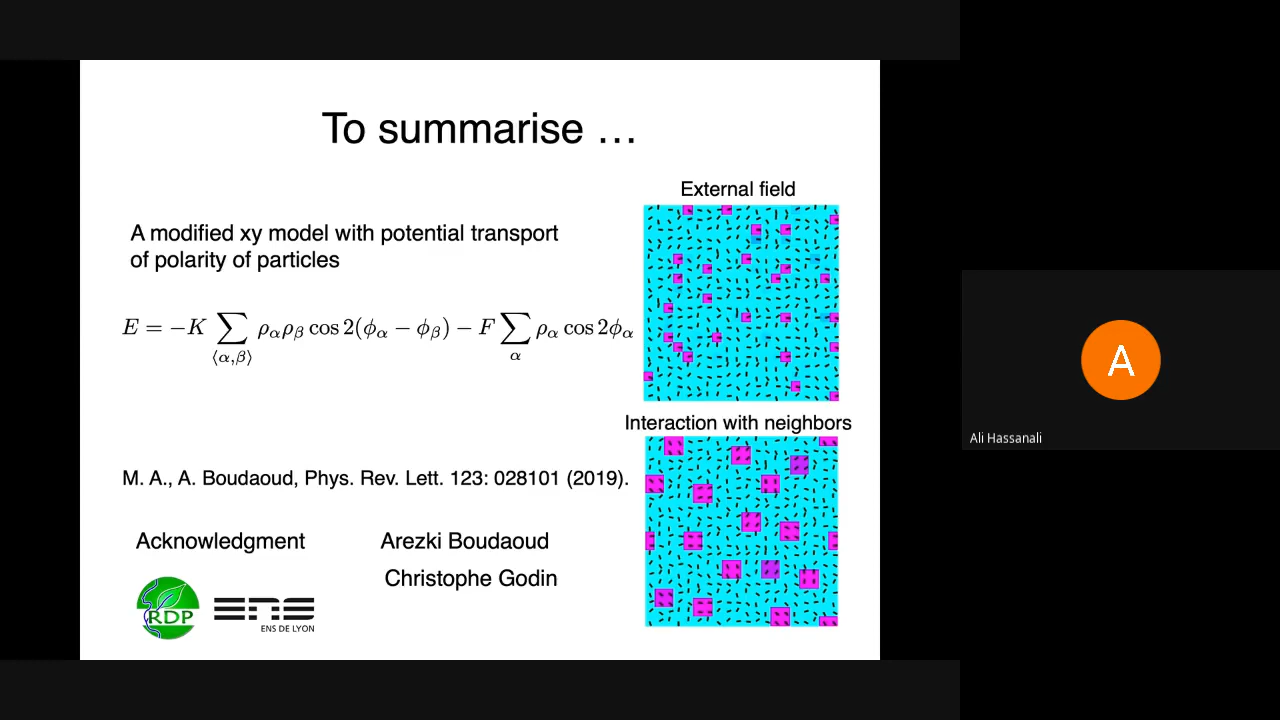 To summarise …
External field
A modified xy model with potential transport
of polarity of particles
E = −K ∑⟨α,β⟩ ραρβ cos 2(ϕα − ϕβ) − F ∑α ρα cos 2ϕα
Interaction with neighbors
M. A., A. Boudaoud, Phys. Rev. Lett. 123: 028101 (2019).
Acknowledgment
Arezki Boudaoud
Christophe Godin
RDP
ENS
ENS DE LYON
A
Ali Hassanali